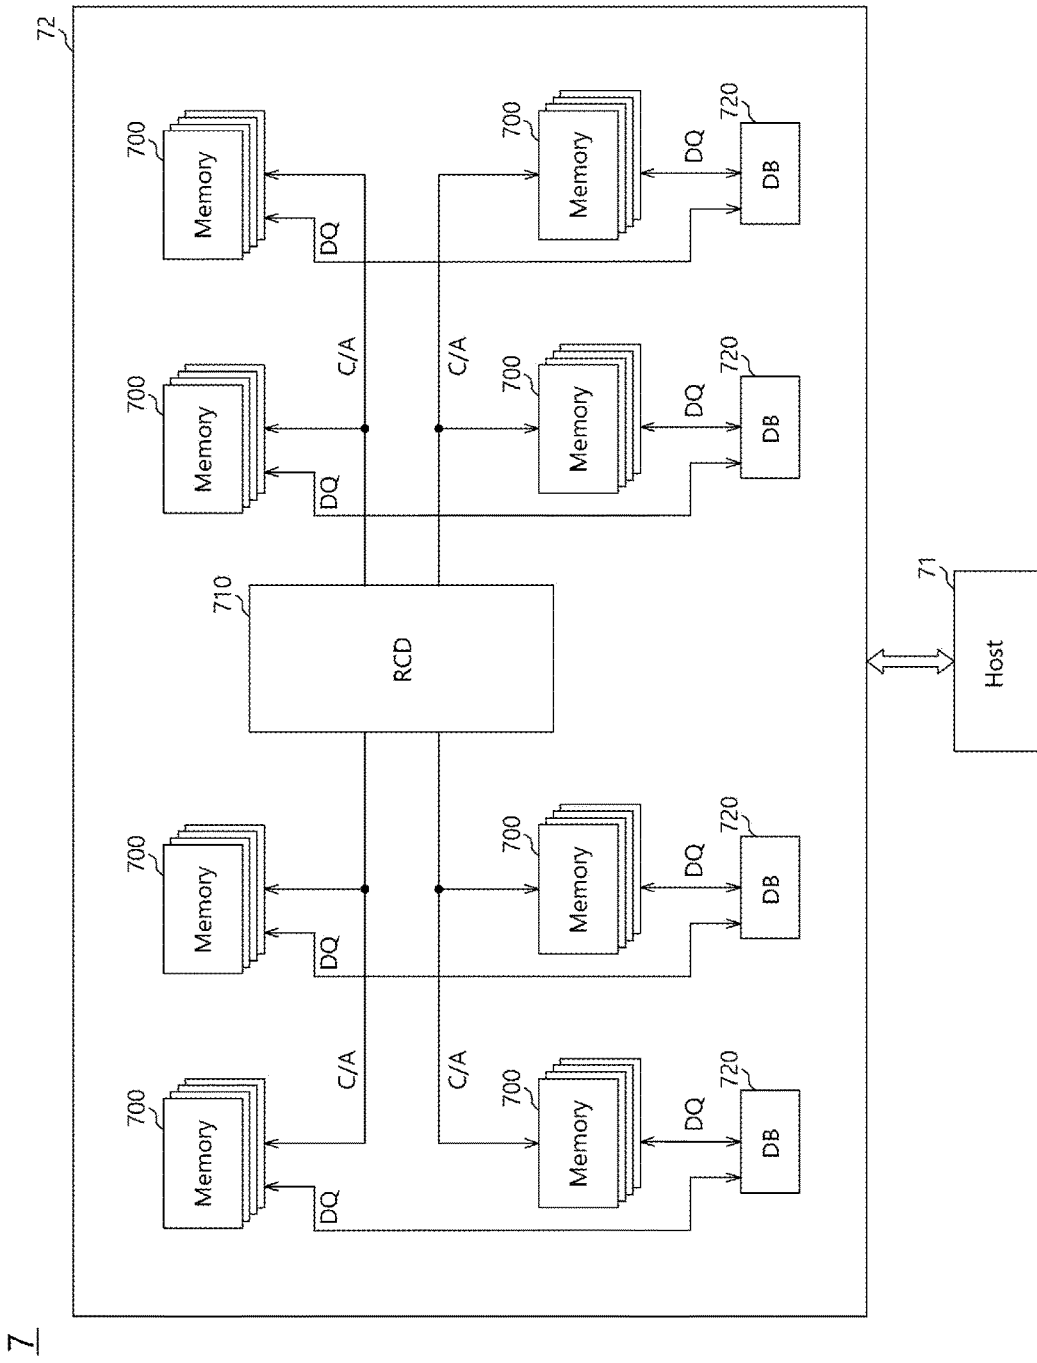 7
72
700 700 700 700
Memory Memory Memory Memory
710
DQ DQ DQ DQ
C/A C/A
RCD
C/A C/A
700 700 700 700
Memory Memory Memory Memory
DQ DQ DQ DQ
720 720 720 720
DB DB DB DB
71
Host